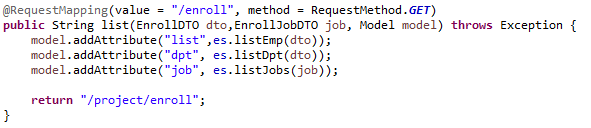 @RequestMapping(value = "/enroll", method = RequestMethod.GET)
public String list(EnrollDTO dto,EnrollJobDTO job, Model model) throws Exception {
    model.addAttribute("list",es.listEmp(dto));
    model.addAttribute("dpt", es.listDpt(dto));
    model.addAttribute("job", es.listJobs(job));

    return "/project/enroll";
}